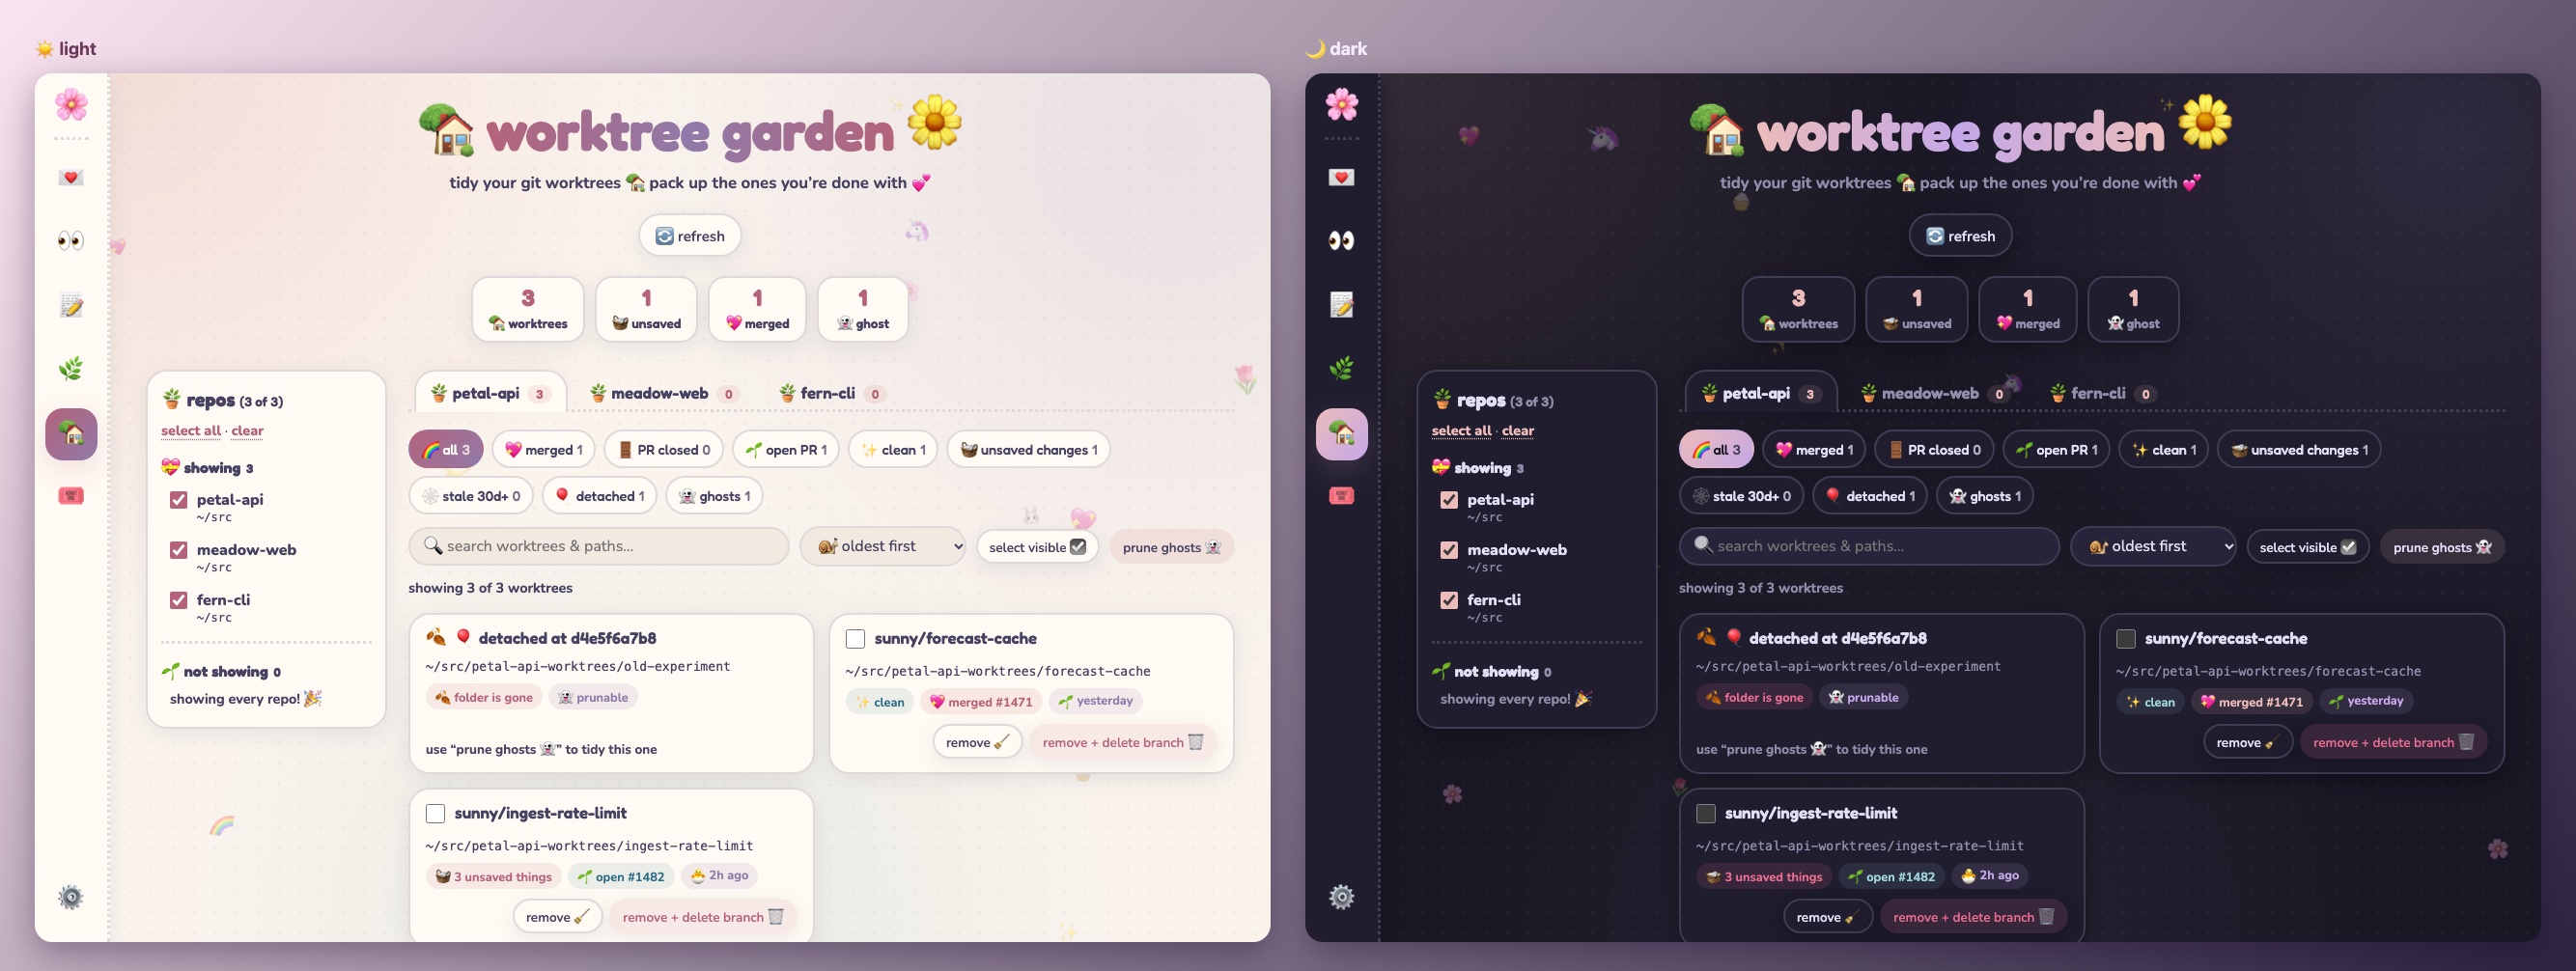 light
worktree garden
tidy your git worktrees pack up the ones you're done with
refresh
3 worktrees
1 unsaved
1 merged
1 ghost
repos (3 of 3)
select all · clear
showing 3
petal-api
~/src
meadow-web
~/src
fern-cli
~/src
not showing 0
showing every repo!
petal-api 3
meadow-web 0
fern-cli 0
all 3
merged 1
PR closed 0
open PR 1
clean 1
unsaved changes 1
stale 30d+ 0
detached 1
ghosts 1
search worktrees & paths...
oldest first
select visible
prune ghosts
showing 3 of 3 worktrees
detached at d4e5f6a7b8
~/src/petal-api-worktrees/old-experiment
folder is gone
prunable
use “prune ghosts ” to tidy this one
sunny/forecast-cache
~/src/petal-api-worktrees/forecast-cache
clean
merged #1471
yesterday
remove
remove + delete branch
sunny/ingest-rate-limit
~/src/petal-api-worktrees/ingest-rate-limit
3 unsaved things
open #1482
2h ago
remove
remove + delete branch
dark
worktree garden
tidy your git worktrees pack up the ones you're done with
refresh
3 worktrees
1 unsaved
1 merged
1 ghost
repos (3 of 3)
select all · clear
showing 3
petal-api
~/src
meadow-web
~/src
fern-cli
~/src
not showing 0
showing every repo!
petal-api 3
meadow-web 0
fern-cli 0
all 3
merged 1
PR closed 0
open PR 1
clean 1
unsaved changes 1
stale 30d+ 0
detached 1
ghosts 1
search worktrees & paths...
oldest first
select visible
prune ghosts
showing 3 of 3 worktrees
detached at d4e5f6a7b8
~/src/petal-api-worktrees/old-experiment
folder is gone
prunable
use “prune ghosts ” to tidy this one
sunny/forecast-cache
~/src/petal-api-worktrees/forecast-cache
clean
merged #1471
yesterday
remove
remove + delete branch
sunny/ingest-rate-limit
~/src/petal-api-worktrees/ingest-rate-limit
3 unsaved things
open #1482
2h ago
remove
remove + delete branch